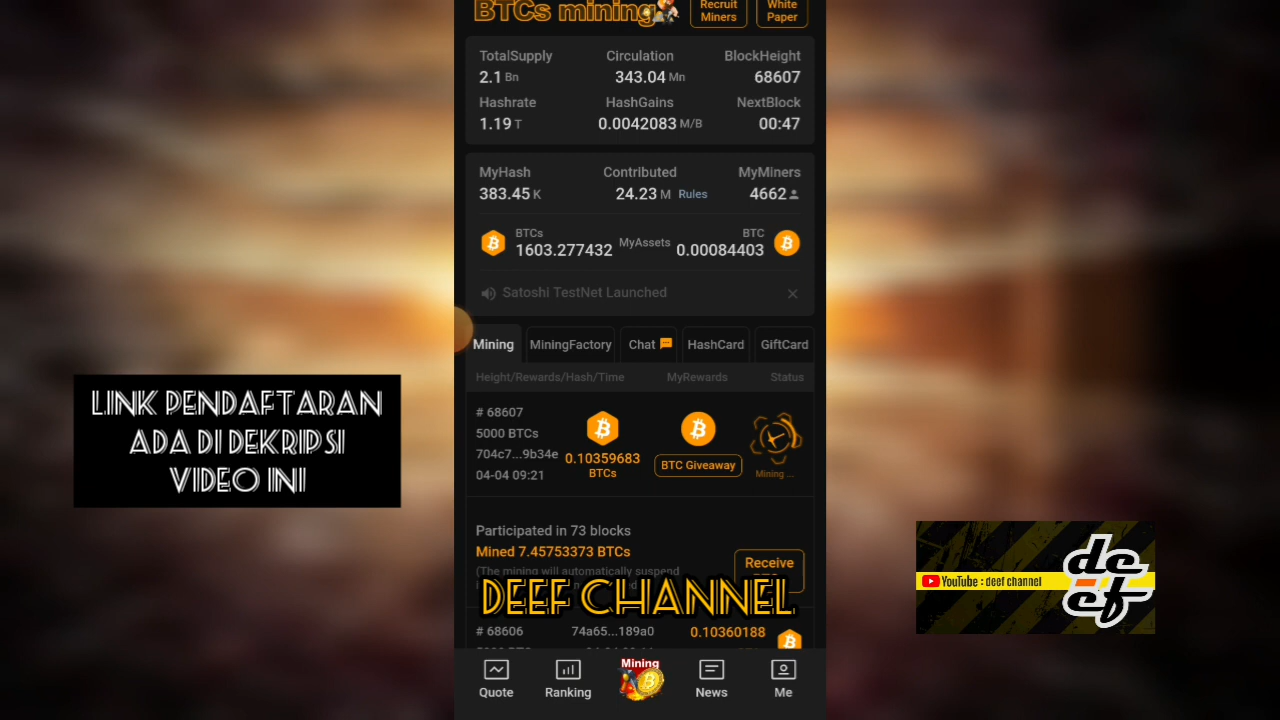 BTCs mining
Recruit Miners
White Paper
TotalSupply
Circulation
BlockHeight
2.1 Bn
343.04 Mn
68607
Hashrate
HashGains
NextBlock
1.19 T
0.0042083 M/B
00:47
MyHash
Contributed
MyMiners
383.45 K
24.23 M Rules
4662
BTCs
1603.277432
MyAssets
BTC
0.00084403
Satoshi TestNet Launched
Mining
MiningFactory
Chat
HashCard
GiftCard
Height/Rewards/Hash/Time
MyRewards
Status
# 68607
5000 BTCs
704c7...9b34e
04-04 09:21
0.10359683
BTCs
BTC Giveaway
Mining ...
Participated in 73 blocks
Mined 7.45753373 BTCs
(The mining will automatically suspend
Receive
DEEF CHANNEL
# 68606
74a65...189a0
0.10360188
Quote
Ranking
Mining
News
Me
LINK PENDAFTARAN
ADA DI DEKRIPSI
VIDEO INI
YouTube : deef channel
deef